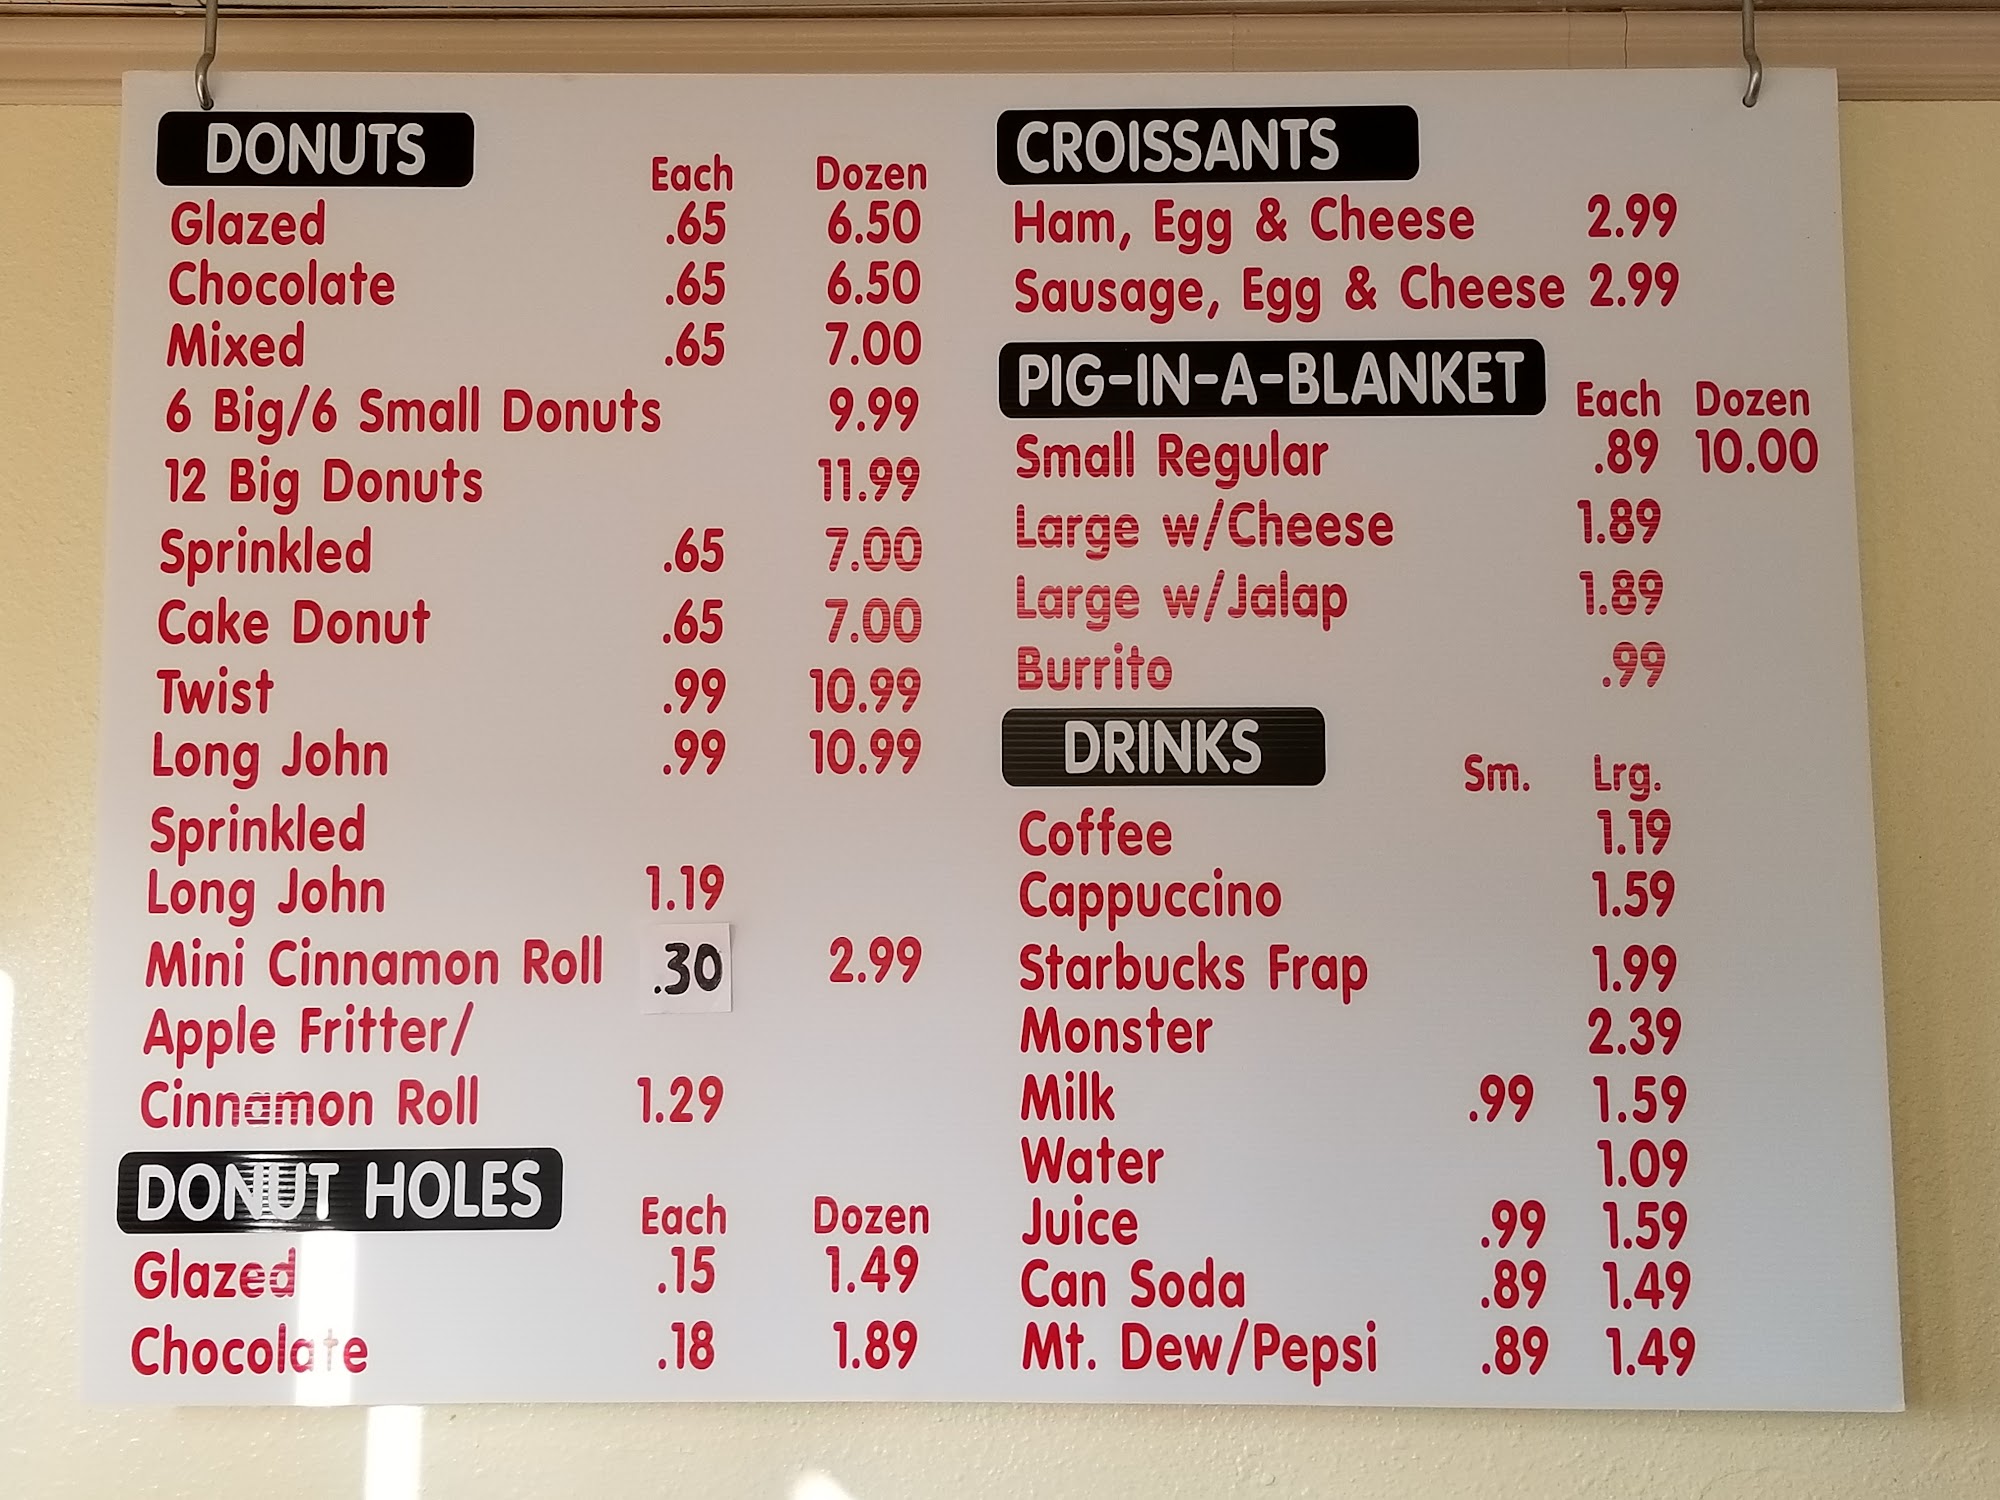 DONUTS Each Dozen
Glazed .65 6.50
Chocolate .65 6.50
Mixed .65 7.00
6 Big/6 Small Donuts 9.99
12 Big Donuts 11.99
Sprinkled .65 7.00
Cake Donut .65 7.00
Twist .99 10.99
Long John .99 10.99
Sprinkled
Long John 1.19
Mini Cinnamon Roll .30 2.99
Apple Fritter/
Cinnamon Roll 1.29
DONUT HOLES Each Dozen
Glazed .15 1.49
Chocolate .18 1.89
CROISSANTS
Ham, Egg & Cheese 2.99
Sausage, Egg & Cheese 2.99
PIG-IN-A-BLANKET Each Dozen
Small Regular .89 10.00
Large w/Cheese 1.89
Large w/Jalap 1.89
Burrito .99
DRINKS Sm. Lrg.
Coffee 1.19
Cappuccino 1.59
Starbucks Frap 1.99
Monster 2.39
Milk .99 1.59
Water 1.09
Juice .99 1.59
Can Soda .89 1.49
Mt. Dew/Pepsi .89 1.49